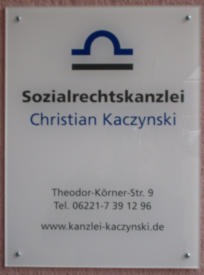 Sozialrechtskanzlei
Christian Kaczynski
Theodor-Körner-Str. 9
Tel. 06221-7 39 12 96
www.kanzlei-kaczynski.de